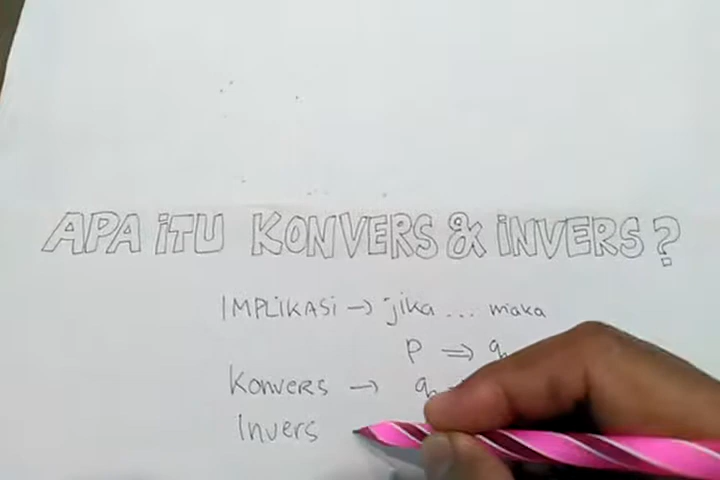 APA iTU KONVERS & iNVERS ?
IMPLiKASi → jika ... maka
P ⇒ q
Konvers → q
Invers